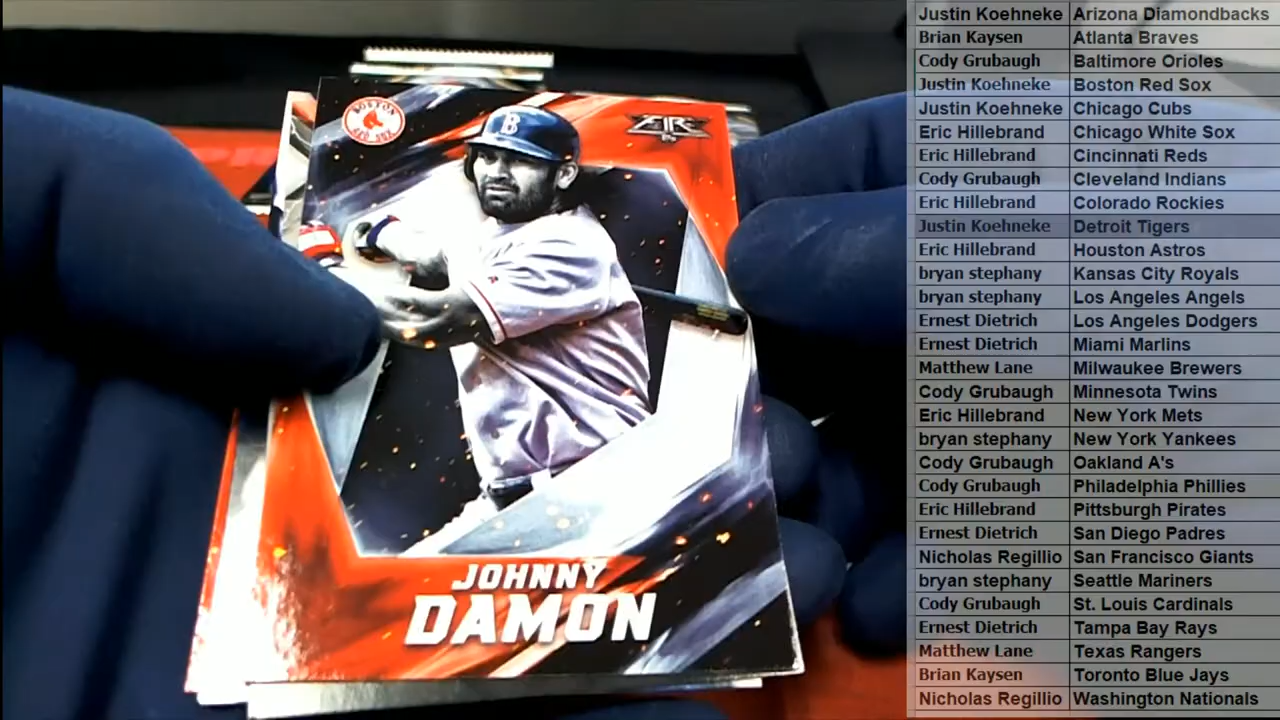 BOSTON
RED SOX
FIRE
B
JOHNNY
DAMON
Justin Koehneke Arizona Diamondbacks
Brian Kaysen Atlanta Braves
Cody Grubaugh Baltimore Orioles
Justin Koehneke Boston Red Sox
Justin Koehneke Chicago Cubs
Eric Hillebrand Chicago White Sox
Eric Hillebrand Cincinnati Reds
Cody Grubaugh Cleveland Indians
Eric Hillebrand Colorado Rockies
Justin Koehneke Detroit Tigers
Eric Hillebrand Houston Astros
bryan stephany Kansas City Royals
bryan stephany Los Angeles Angels
Ernest Dietrich Los Angeles Dodgers
Ernest Dietrich Miami Marlins
Matthew Lane Milwaukee Brewers
Cody Grubaugh Minnesota Twins
Eric Hillebrand New York Mets
bryan stephany New York Yankees
Cody Grubaugh Oakland A's
Cody Grubaugh Philadelphia Phillies
Eric Hillebrand Pittsburgh Pirates
Ernest Dietrich San Diego Padres
Nicholas Regillio San Francisco Giants
bryan stephany Seattle Mariners
Cody Grubaugh St. Louis Cardinals
Ernest Dietrich Tampa Bay Rays
Matthew Lane Texas Rangers
Brian Kaysen Toronto Blue Jays
Nicholas Regillio Washington Nationals